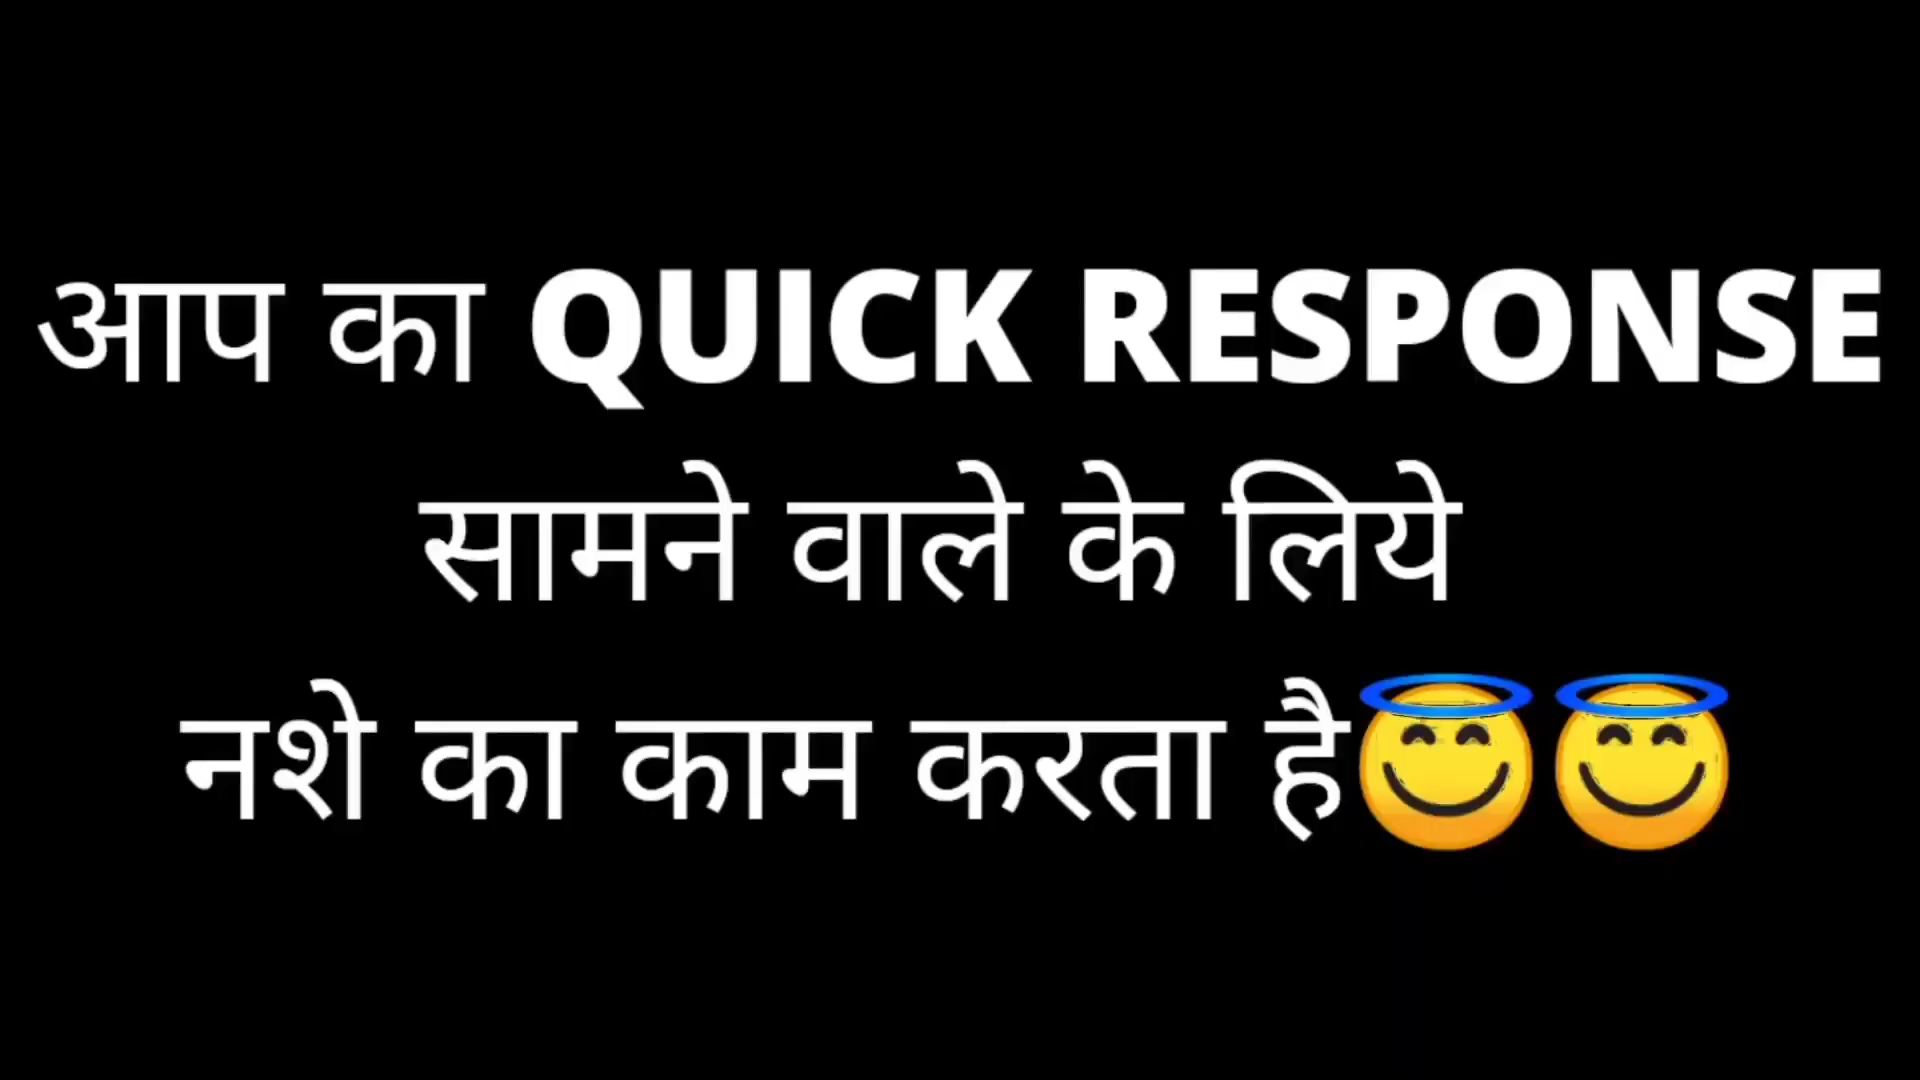 आप का QUICK RESPONSE
सामने वाले के लिये
नशे का काम करता है😇😇